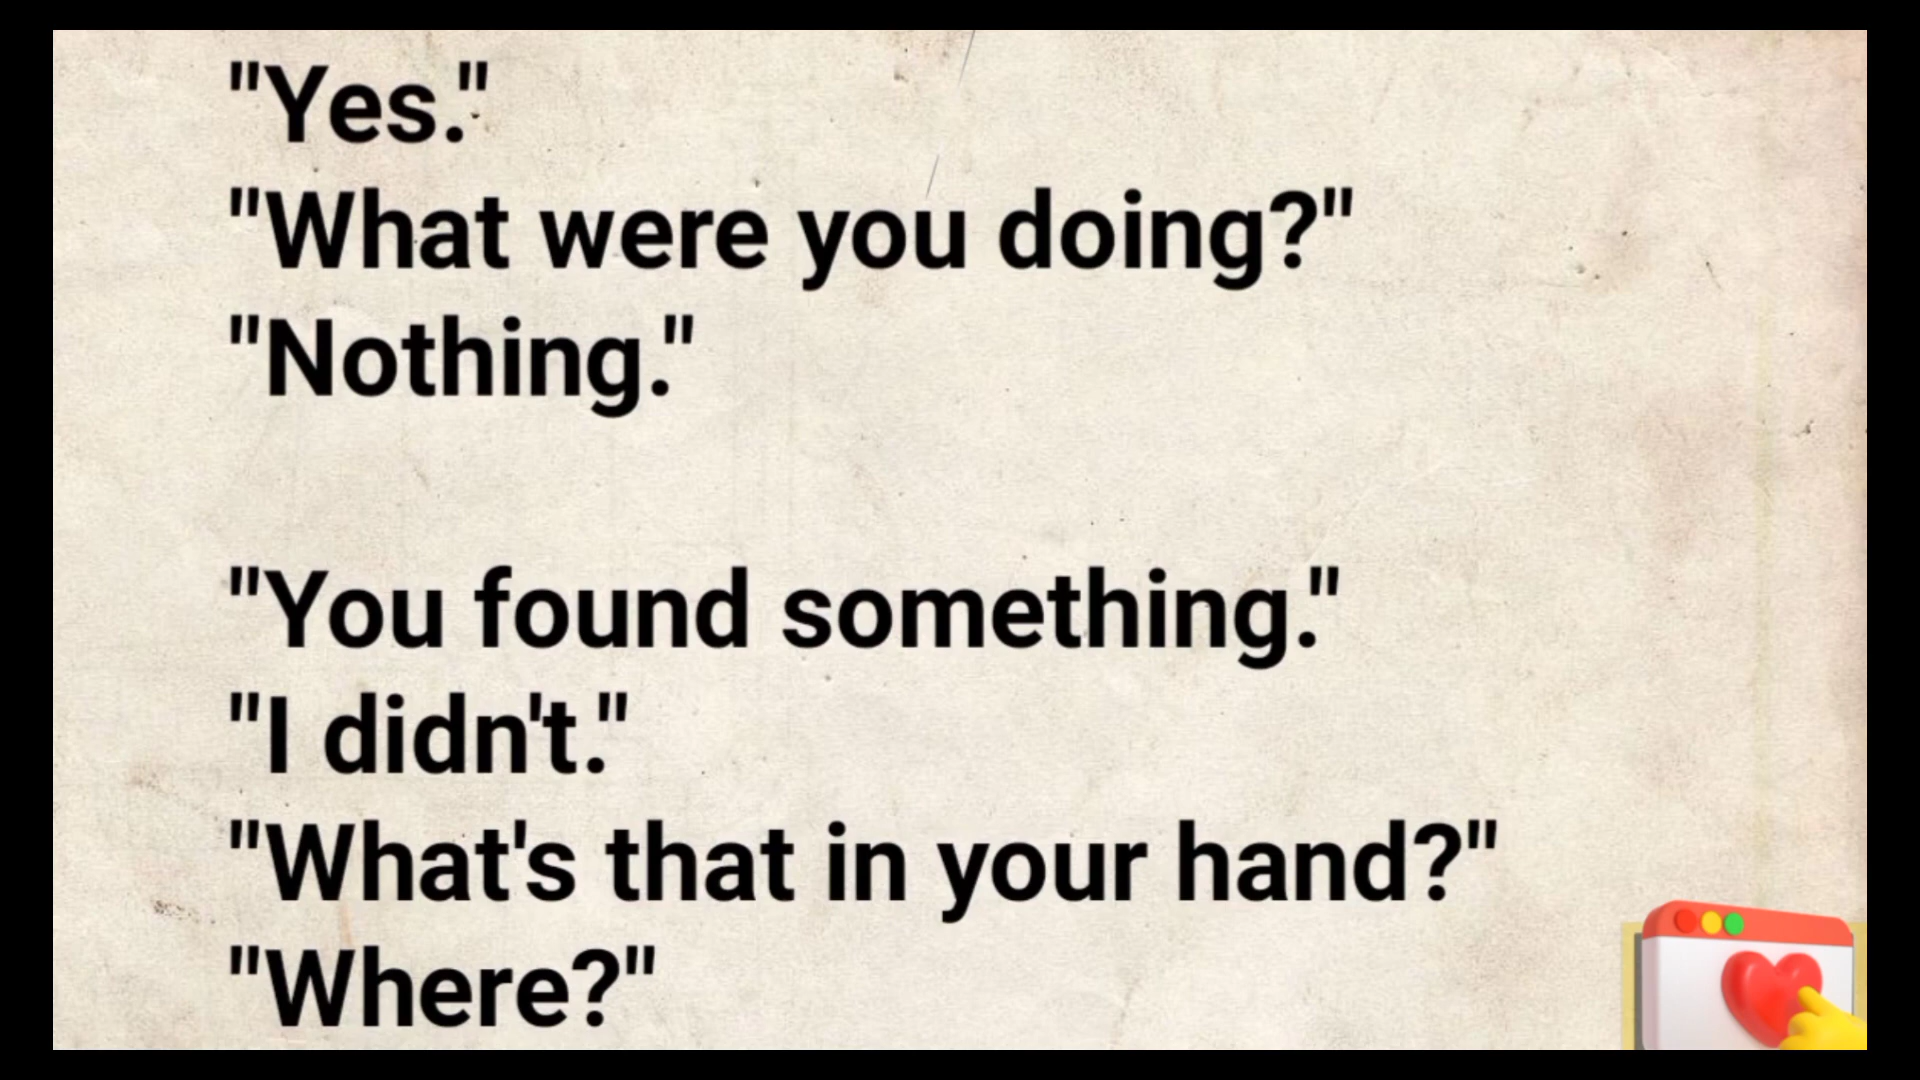 "Yes."
"What were you doing?"
"Nothing."
"You found something."
"I didn't."
"What's that in your hand?"
"Where?"